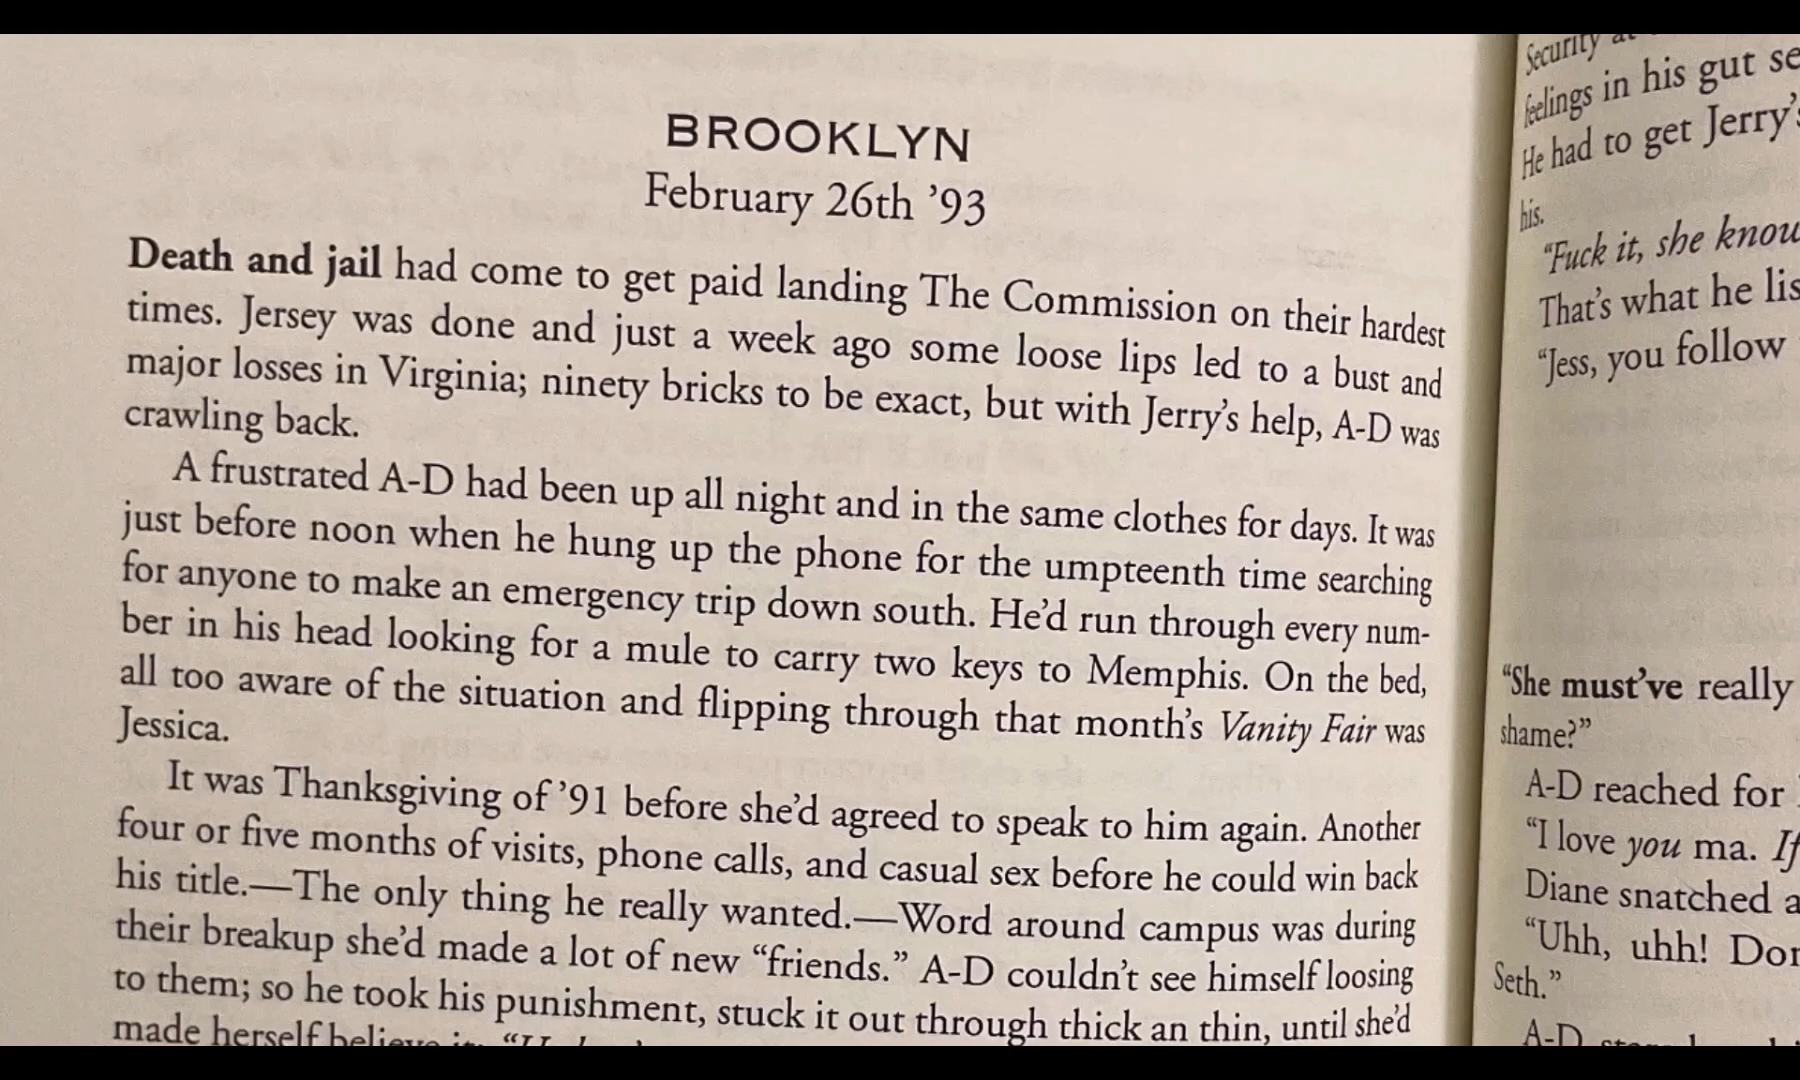 BROOKLYN
February 26th ’93
Death and jail had come to get paid landing The Commission on their hardest
times. Jersey was done and just a week ago some loose lips led to a bust and
major losses in Virginia; ninety bricks to be exact, but with Jerry’s help, A-D was
crawling back.
A frustrated A-D had been up all night and in the same clothes for days. It was
just before noon when he hung up the phone for the umpteenth time searching
for anyone to make an emergency trip down south. He’d run through every num-
ber in his head looking for a mule to carry two keys to Memphis. On the bed,
all too aware of the situation and flipping through that month’s Vanity Fair was
Jessica.
It was Thanksgiving of ’91 before she’d agreed to speak to him again. Another
four or five months of visits, phone calls, and casual sex before he could win back
his title.—The only thing he really wanted.—Word around campus was during
their breakup she’d made a lot of new “friends.” A-D couldn’t see himself loosing
to them; so he took his punishment, stuck it out through thick an thin, until she’d
made herself believe
Security
feelings in his gut se
He had to get Jerry’s
his.
“Fuck it, she know
That’s what he lis
“Jess, you follow
“She must’ve really
shame?”
A-D reached for
“I love you ma. If
Diane snatched a
“Uhh, uhh! Don
Seth.”
A-D